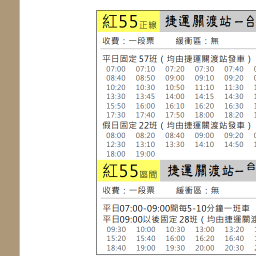 紅55正線 捷運關渡站－台
收費：一段票 緩衝區：無
平日固定57班（均由捷運關渡站發車）
07:00 07:10 07:20 07:30 07:40
08:40 08:50 09:00 09:10 09:20
10:20 10:30 10:50 11:10 11:30
13:30 13:45 14:00 14:15 14:30
15:50 16:00 16:10 16:20 16:30
17:30 17:40 17:50 18:00 18:20
假日固定22班（均由捷運關渡站發車）
08:00 08:20 08:40 09:00 09:20
12:30 13:10 13:30 14:10 14:50
18:00 19:00
紅55區間 捷運關渡站－台
收費：一段票 緩衝區：無
平日07:00-09:00間每5-10分鐘一班車
平日09:00以後固定28班（均由捷運關渡
09:30 10:00 10:30 13:00 13:20
15:20 15:40 16:00 16:20 16:40
18:40 19:00 19:30 20:00 20:30